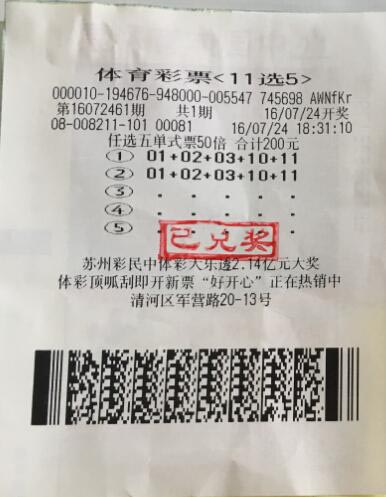 体育彩票<11选5>
000010-194676-948000-005547 745698 AWNfKr
第16072461期 共1期 16/07/24开奖
08-008211-101 00081 16/07/24 18:31:10
任选五单式票50倍 合计200元
① 01+02+03+10+11
② 01+02+03+10+11
③ . . . . .
④ . . . . .
⑤ . . . . .
已兑奖
苏州彩民中体彩大乐透2.14亿元大奖
体彩顶呱刮即开新票“好开心”正在热销中
清河区军营路20-13号